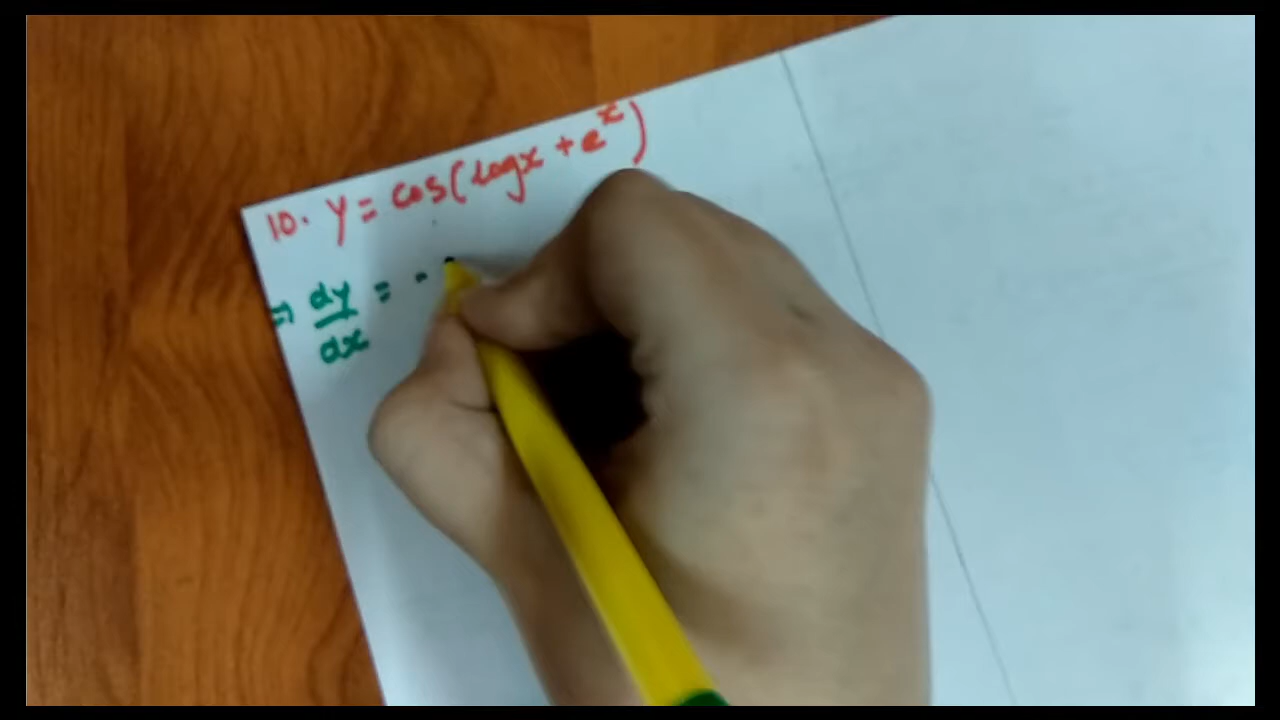 10. y = cos(logx + e^x)
⇒ dy/dx = -